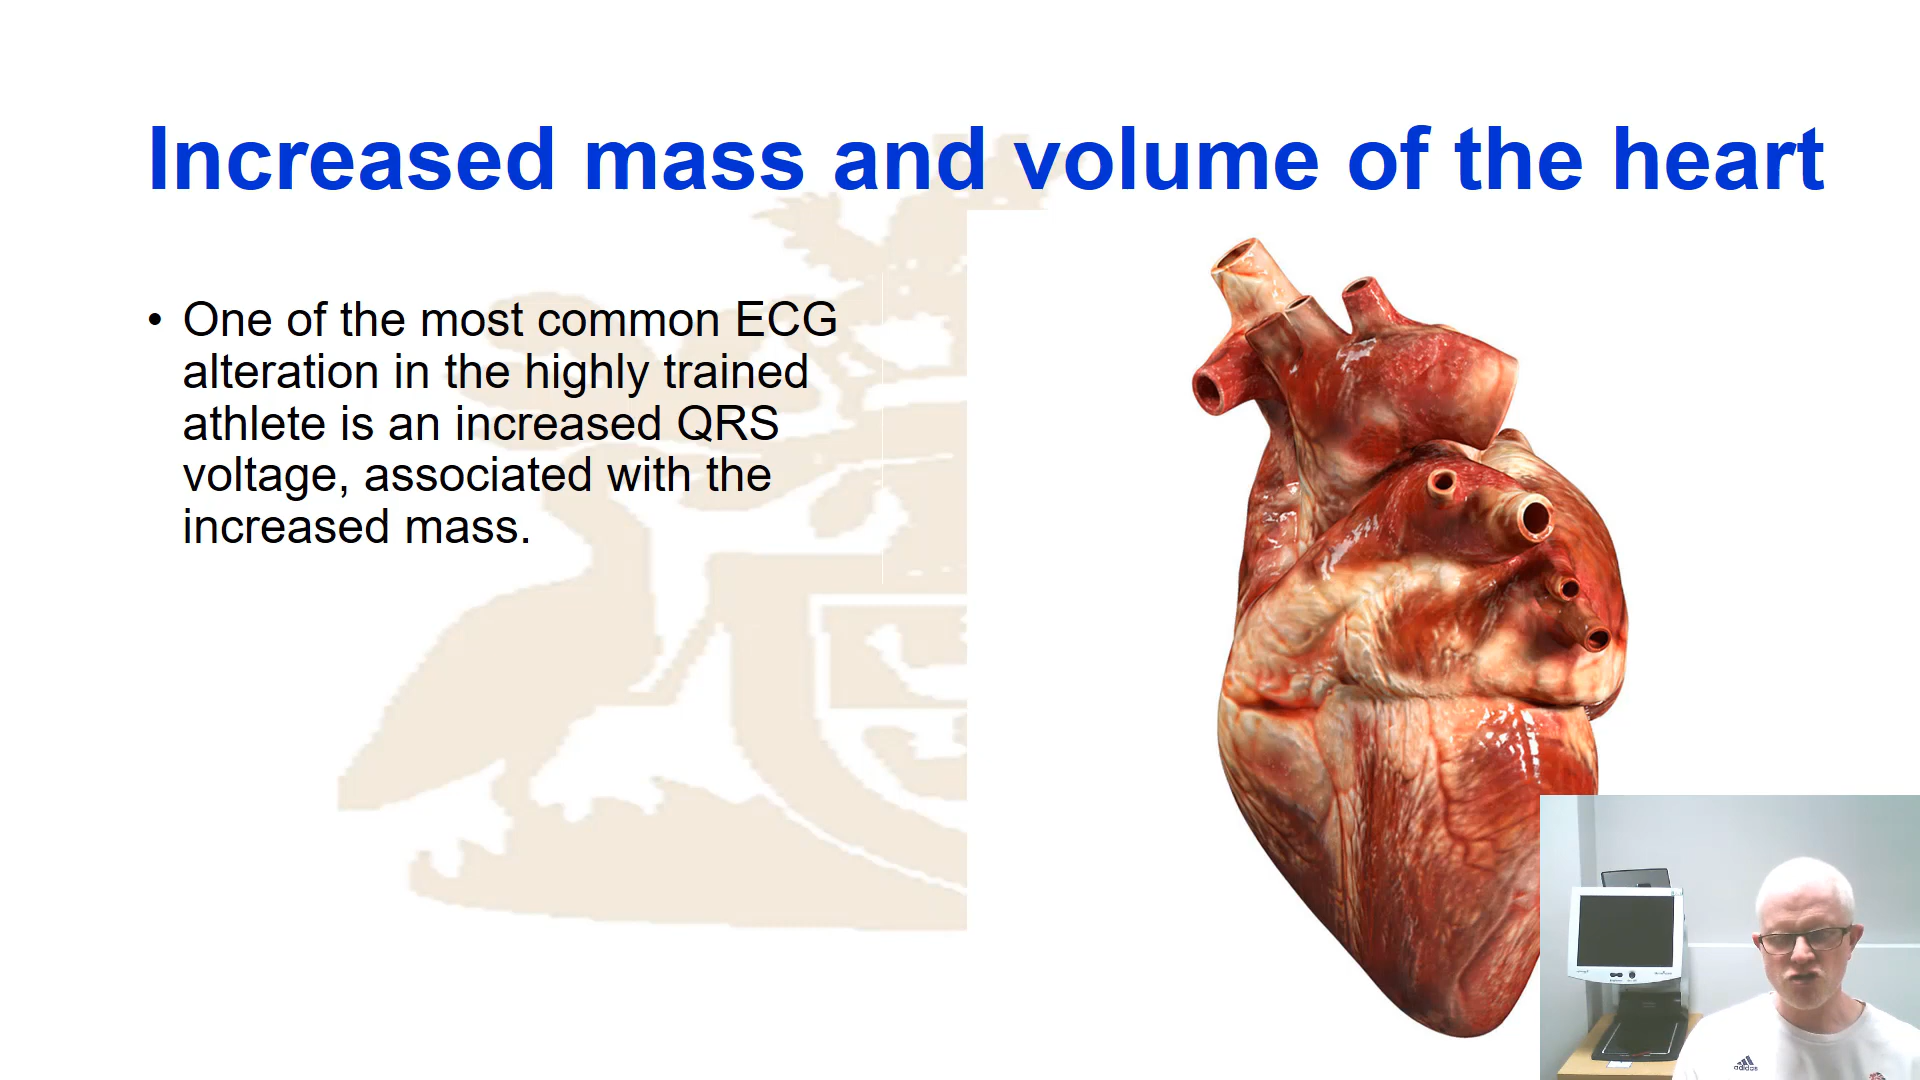 Increased mass and volume of the heart
• One of the most common ECG
alteration in the highly trained
athlete is an increased QRS
voltage, associated with the
increased mass.
adidas